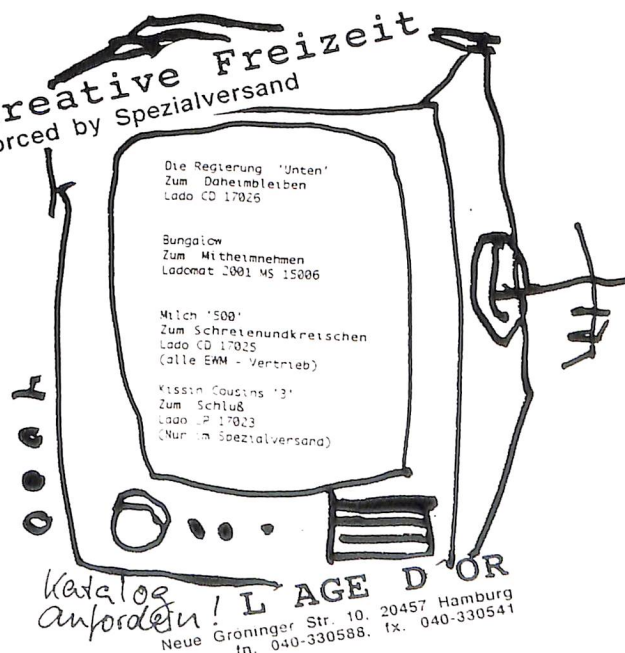 reative Freizeit
orced by Spezialversand
Die Regierung 'Unten'
Zum Daheimbleiben
Lado CD 17026
Bungalow
Zum Mitheimnehmen
Ladomat 2001 MS 15006
Milch '500'
Zum Schreienundkreischen
Lado CD 17025
(alle EWM - Vertrieb)
Kissin Cousins '3'
Zum Schluß
Lado LP 17023
(Nur im Spezialversand)
Katalog
anfordern!
L AGE D OR
Neue Gröninger Str. 10, 20457 Hamburg
fn. 040-330588. fx. 040-330541